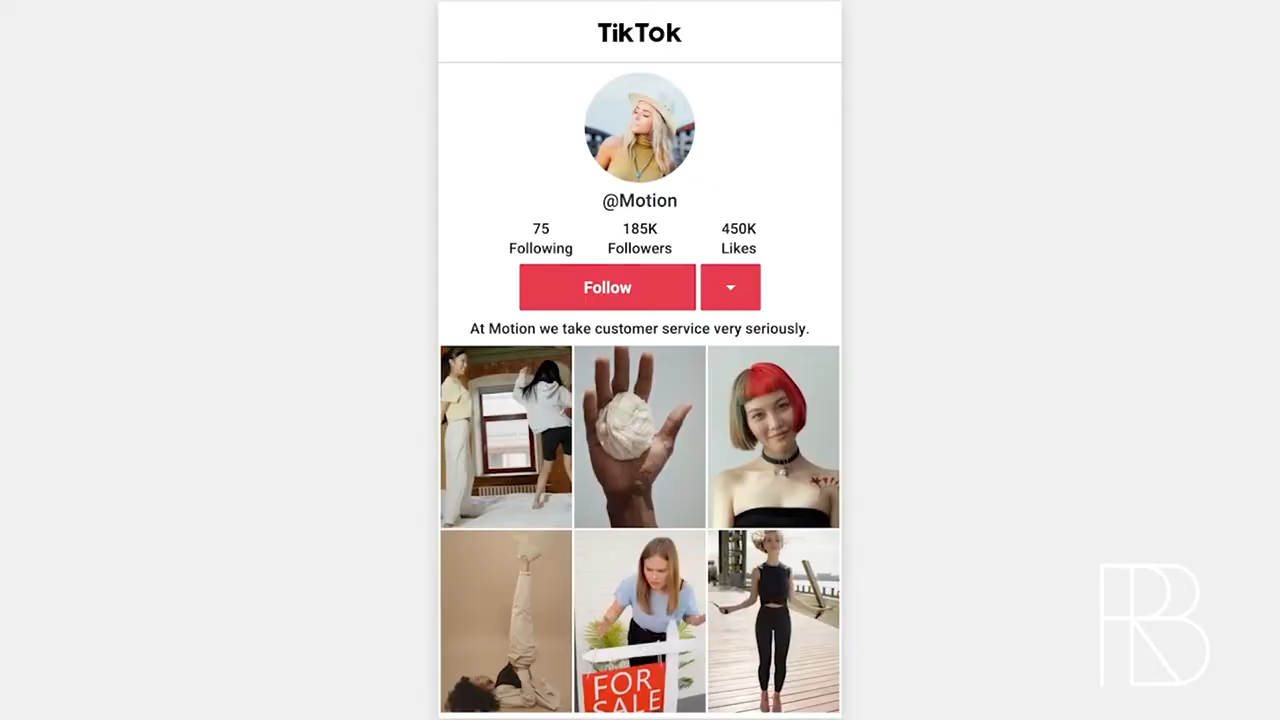 TikTok
@Motion
75 185K 450K
Following Followers Likes
Follow
At Motion we take customer service very seriously.
FOR
SALE
RB